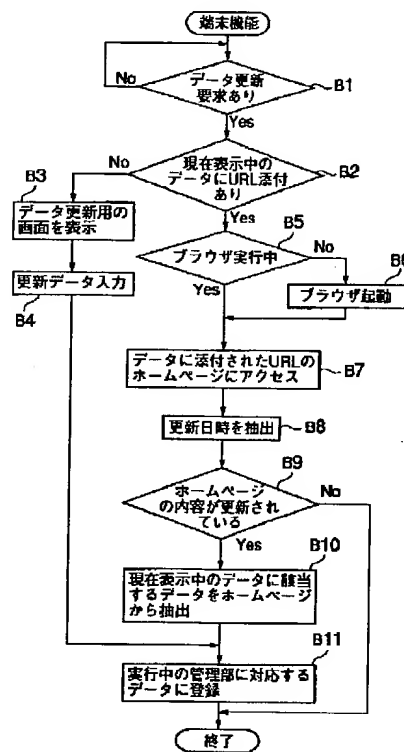 端末機能
データ更新
要求あり
B1
No
Yes
現在表示中の
データにURL添付
あり
B2
No
Yes
B3
データ更新用の
画面を表示
更新データ入力
B4
B5
ブラウザ実行中
No
Yes
B6
ブラウザ起動
データに添付されたURLの
ホームページにアクセス
B7
更新日時を抽出
B8
B9
ホームページ
の内容が更新され
ている
No
Yes
B10
現在表示中のデータに該当
するデータをホームページ
から抽出
B11
実行中の管理部に対応する
データに登録
終了